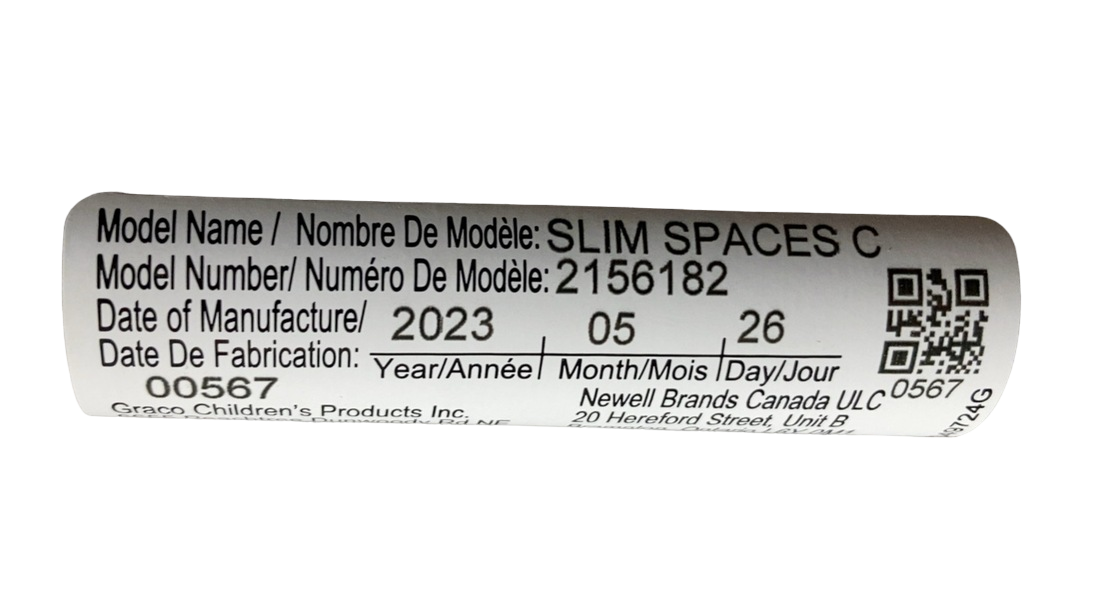 Model Name / Nombre De Modèle: SLIM SPACES C
Model Number/ Numéro De Modèle: 2156182
Date of Manufacture/
Date De Fabrication:
2023 05 26
Year/Année Month/Mois Day/Jour
00567
Graco Children's Products Inc.
Newell Brands Canada ULC
20 Hereford Street, Unit B
0567